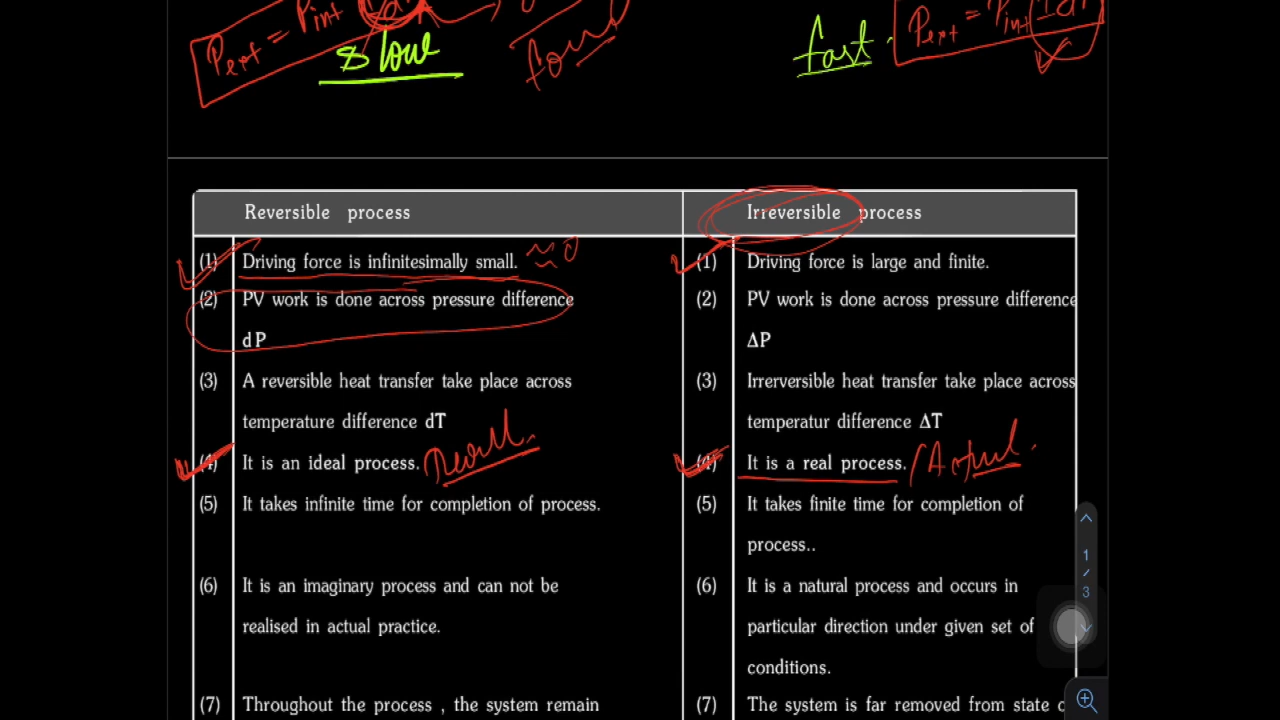 Pext = Pint
slow
fast.
Pext = Pint
Reversible process
Irreversible process
(1) Driving force is infinitesimally small. ≈ 0
(1) Driving force is large and finite.
(2) PV work is done across pressure difference
dP
(2) PV work is done across pressure difference
ΔP
(3) A reversible heat transfer take place across
temperature difference dT
(3) Irrerversible heat transfer take place across
temperatur difference ΔT
(4) It is an ideal process.
(4) It is a real process. / Actual
(5) It takes infinite time for completion of process.
(5) It takes finite time for completion of
process..
(6) It is an imaginary process and can not be
realised in actual practice.
(6) It is a natural process and occurs in
particular direction under given set of
conditions.
(7) Throughout the process , the system remain
(7) The system is far removed from state
1
/
3